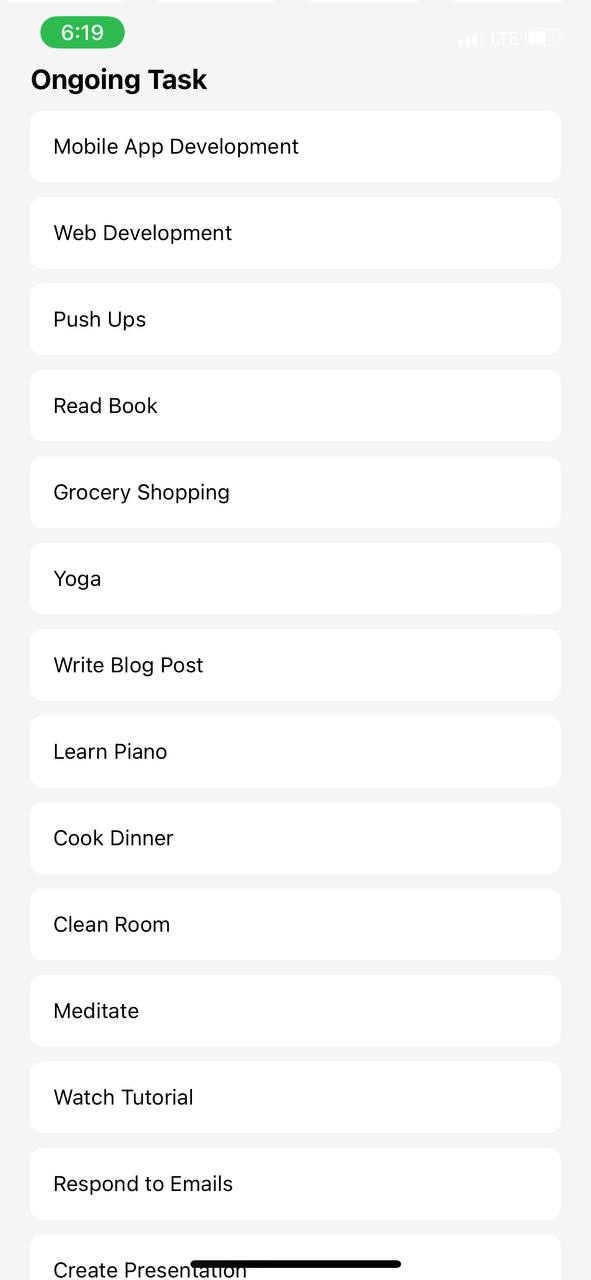 6:19
LTE
Ongoing Task
Mobile App Development
Web Development
Push Ups
Read Book
Grocery Shopping
Yoga
Write Blog Post
Learn Piano
Cook Dinner
Clean Room
Meditate
Watch Tutorial
Respond to Emails
Create Presentation